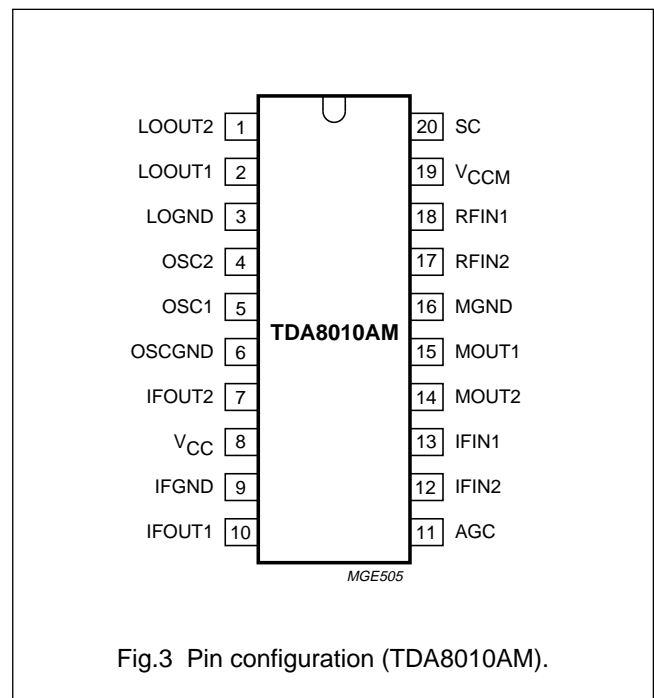 LOOUT2 1 20 SC
LOOUT1 2 19 VCCM
LOGND 3 18 RFIN1
OSC2 4 17 RFIN2
OSC1 5 16 MGND
TDA8010AM
OSCGND 6 15 MOUT1
IFOUT2 7 14 MOUT2
VCC 8 13 IFIN1
IFGND 9 12 IFIN2
IFOUT1 10 11 AGC
MGE505
Fig.3 Pin configuration (TDA8010AM).